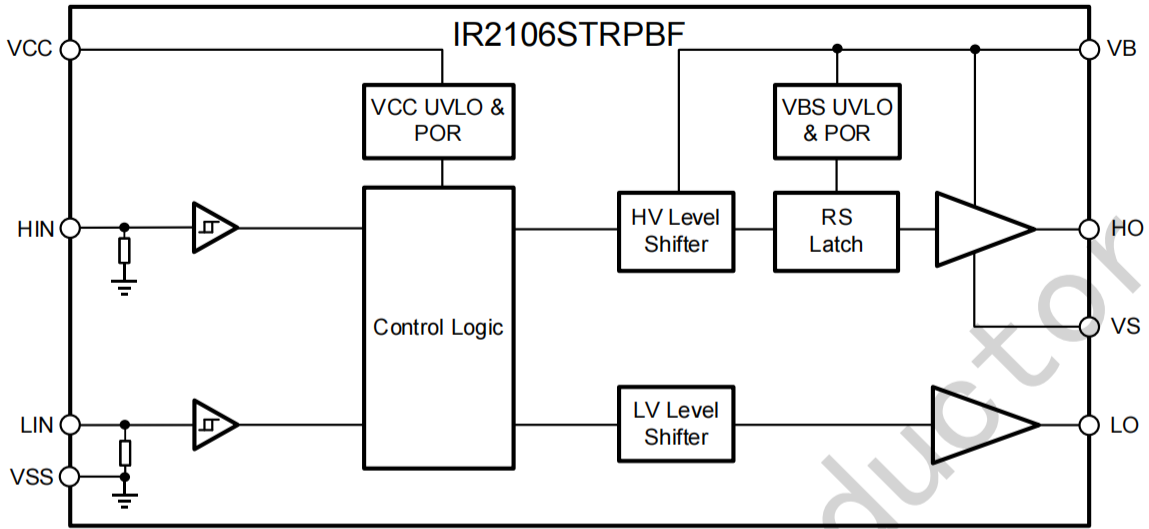 IR2106STRPBF
VCC
VB
VCC UVLO &
POR
VBS UVLO
& POR
HIN
HV Level
Shifter
RS
Latch
HO
Control Logic
VS
LIN
LV Level
Shifter
LO
VSS
ductor